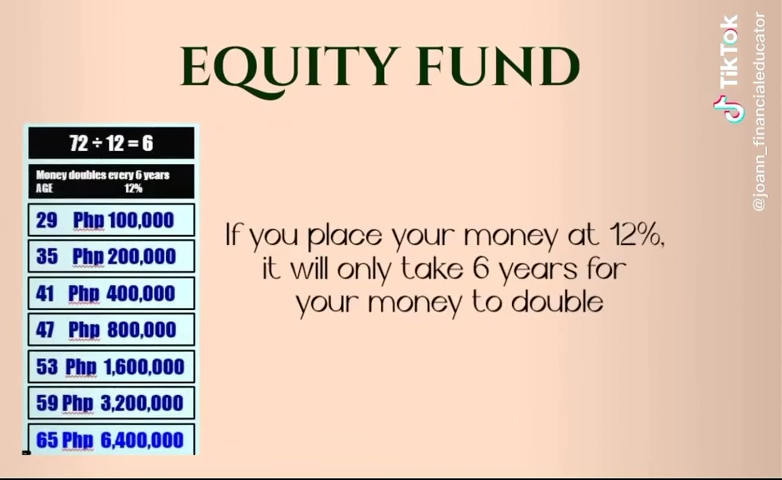 EQUITY FUND
72 ÷ 12 = 6
Money doubles every 6 years
AGE 12%
29 Php 100,000
35 Php 200,000
41 Php 400,000
47 Php 800,000
53 Php 1,600,000
59 Php 3,200,000
65 Php 6,400,000
If you place your money at 12%,
it will only take 6 years for
your money to double
TikTok
@joann_financialeducator